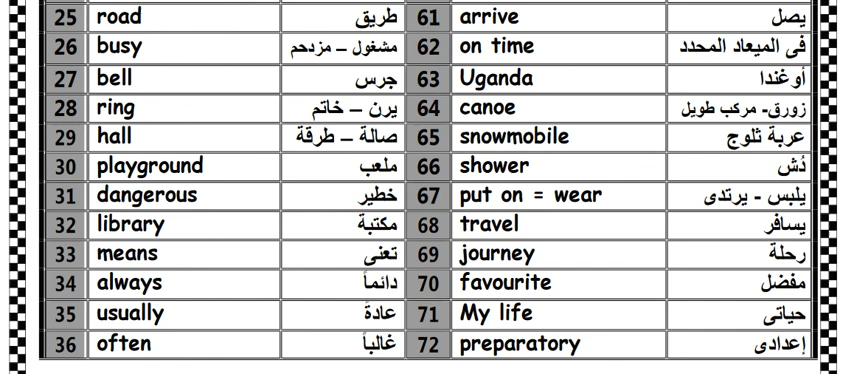 25 road طريق 61 arrive يصل
26 busy مشغول – مزدحم 62 on time فى الميعاد المحدد
27 bell جرس 63 Uganda أوغندا
28 ring يرن – خاتم 64 canoe زورق- مركب طويل
29 hall صالة – طرقة 65 snowmobile عربة ثلوج
30 playground ملعب 66 shower دُش
31 dangerous خطير 67 put on = wear يلبس - يرتدى
32 library مكتبة 68 travel يسافر
33 means تعنى 69 journey رحلة
34 always دائماً 70 favourite مفضل
35 usually عادةً 71 My life حياتى
36 often غالباً 72 preparatory إعدادى